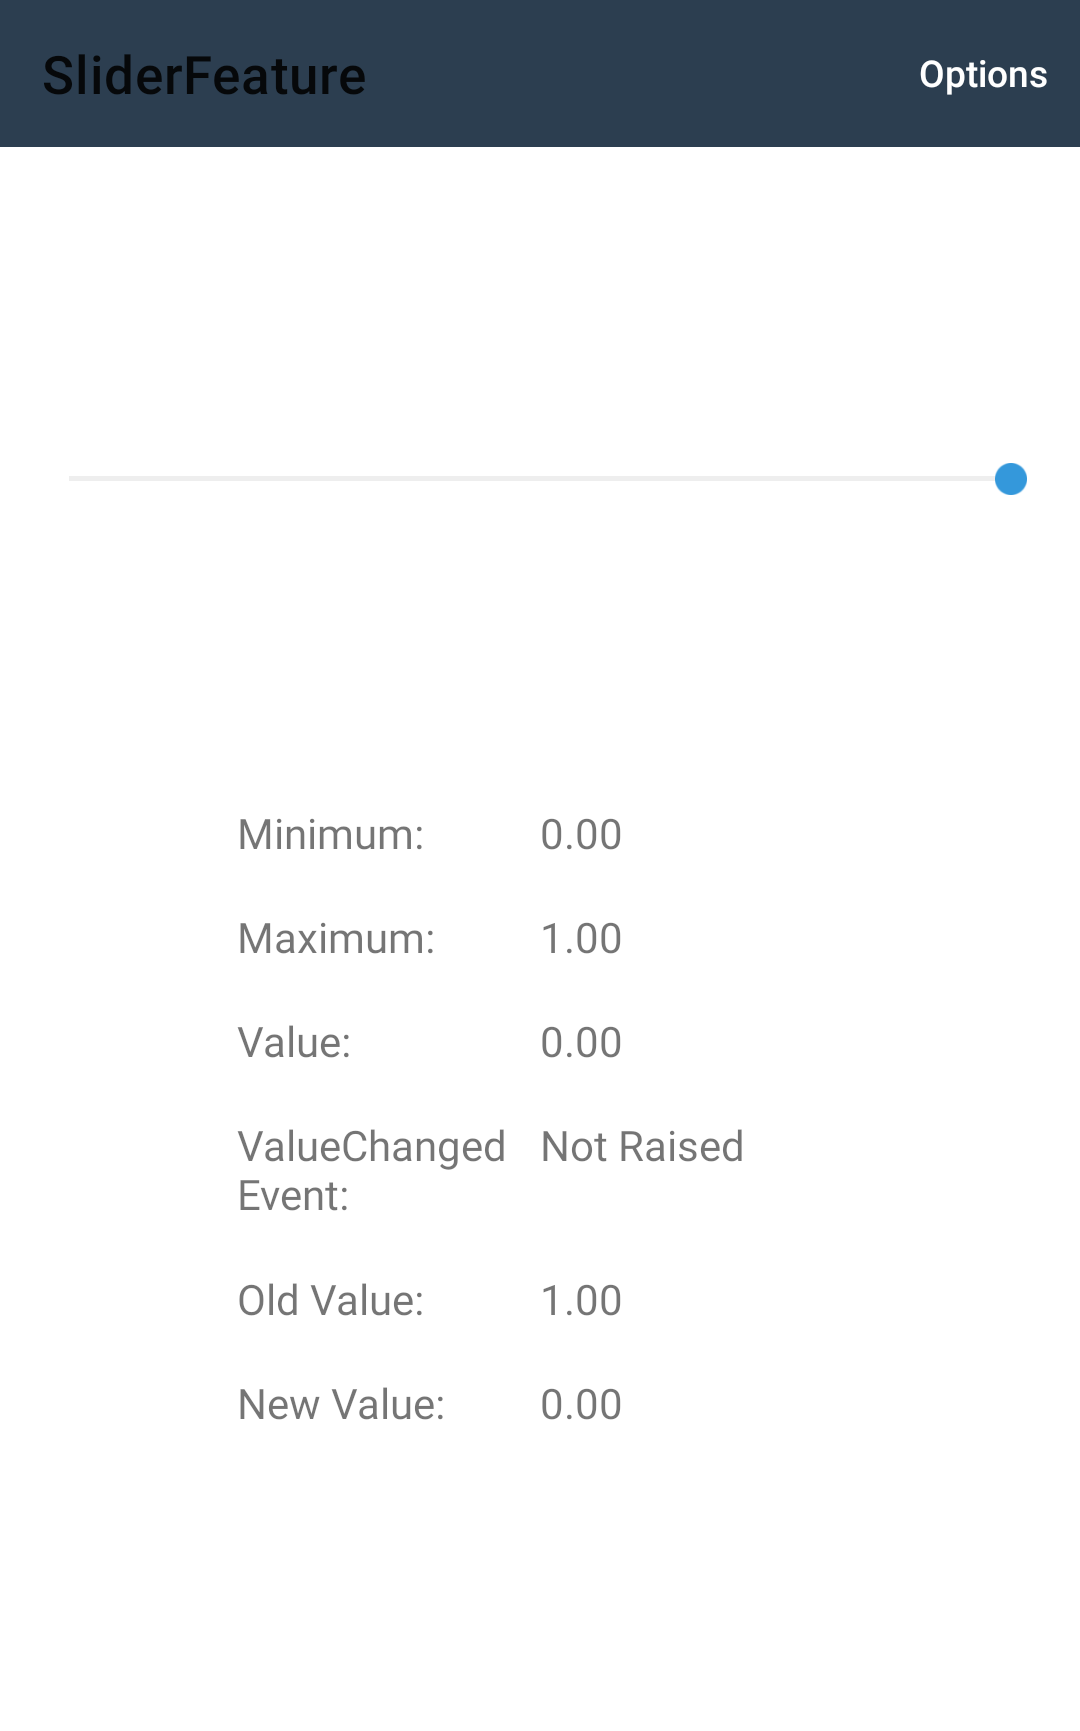 SliderFeature
Options
Minimum: 0.00
Maximum: 1.00
Value: 0.00
ValueChanged Not Raised
Event:
Old Value: 1.00
New Value: 0.00